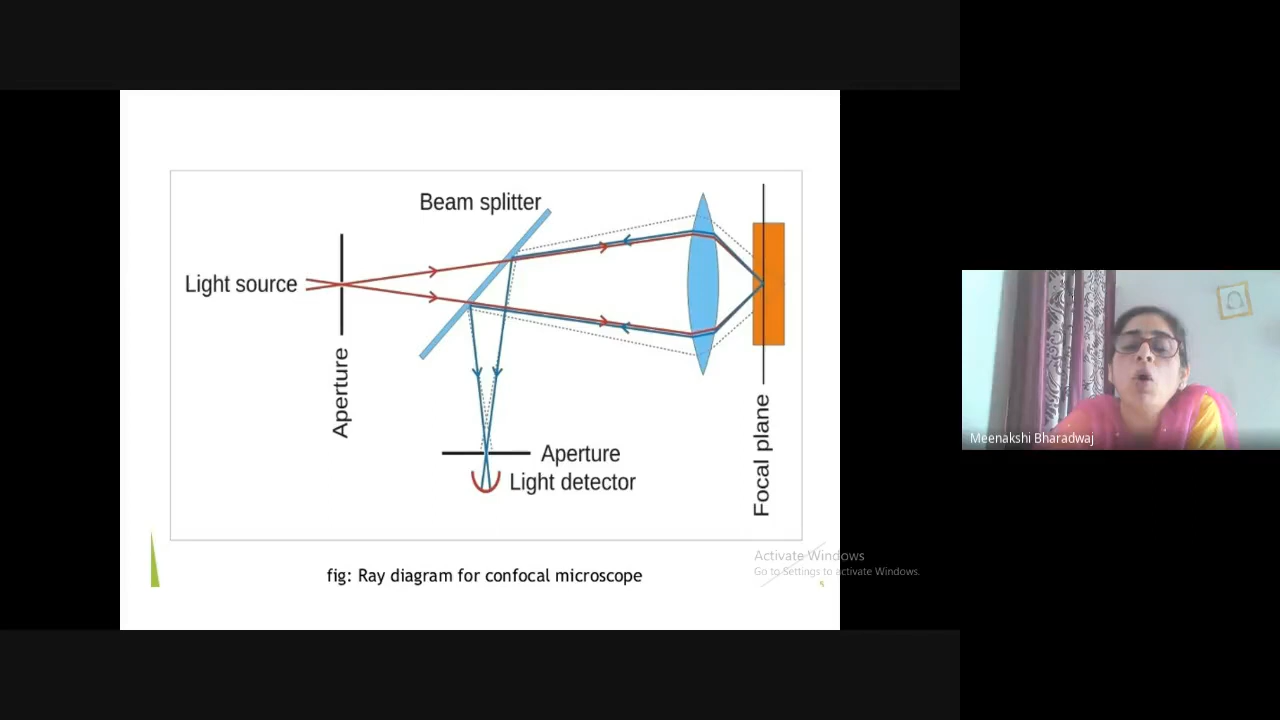 Beam splitter
Light source
Aperture
Aperture
Light detector
Focal plane
fig: Ray diagram for confocal microscope
Activate Windows
Go to Settings to activate Windows.
5
Meenakshi Bharadwaj